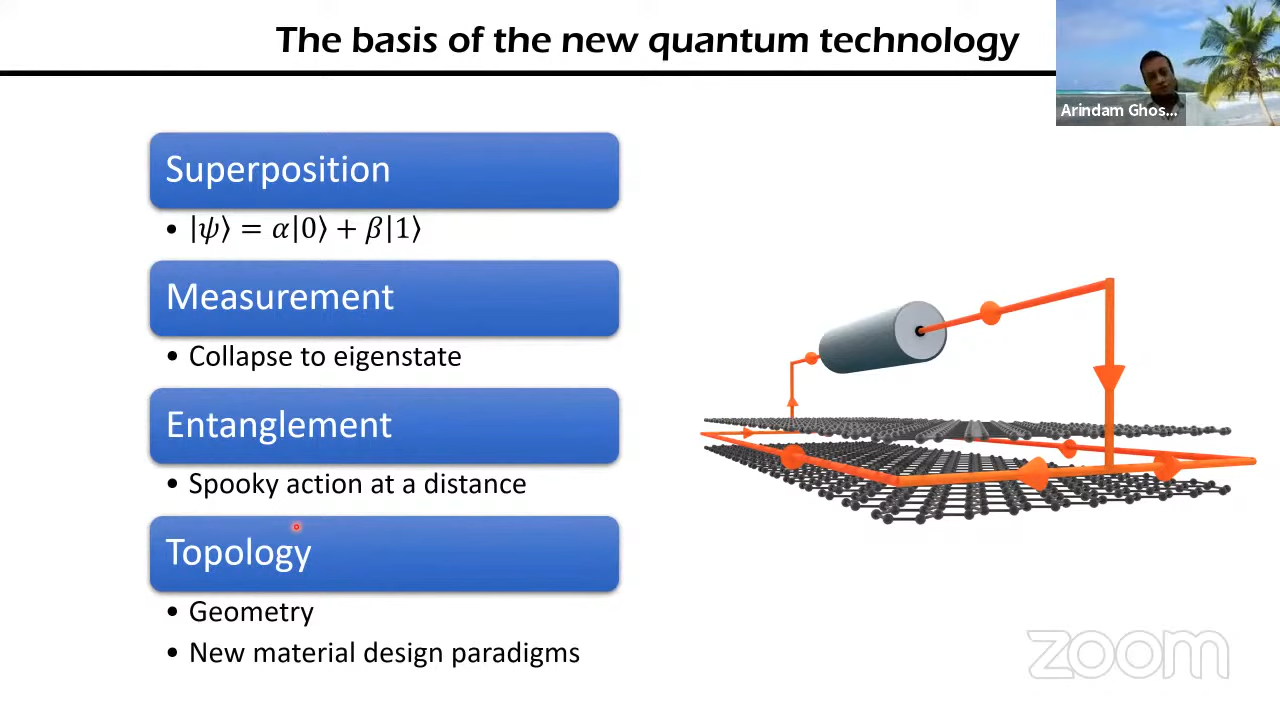 The basis of the new quantum technology
Arindam Ghos...
Superposition
• |ψ⟩ = α|0⟩ + β|1⟩
Measurement
• Collapse to eigenstate
Entanglement
• Spooky action at a distance
Topology
• Geometry
• New material design paradigms
zoom